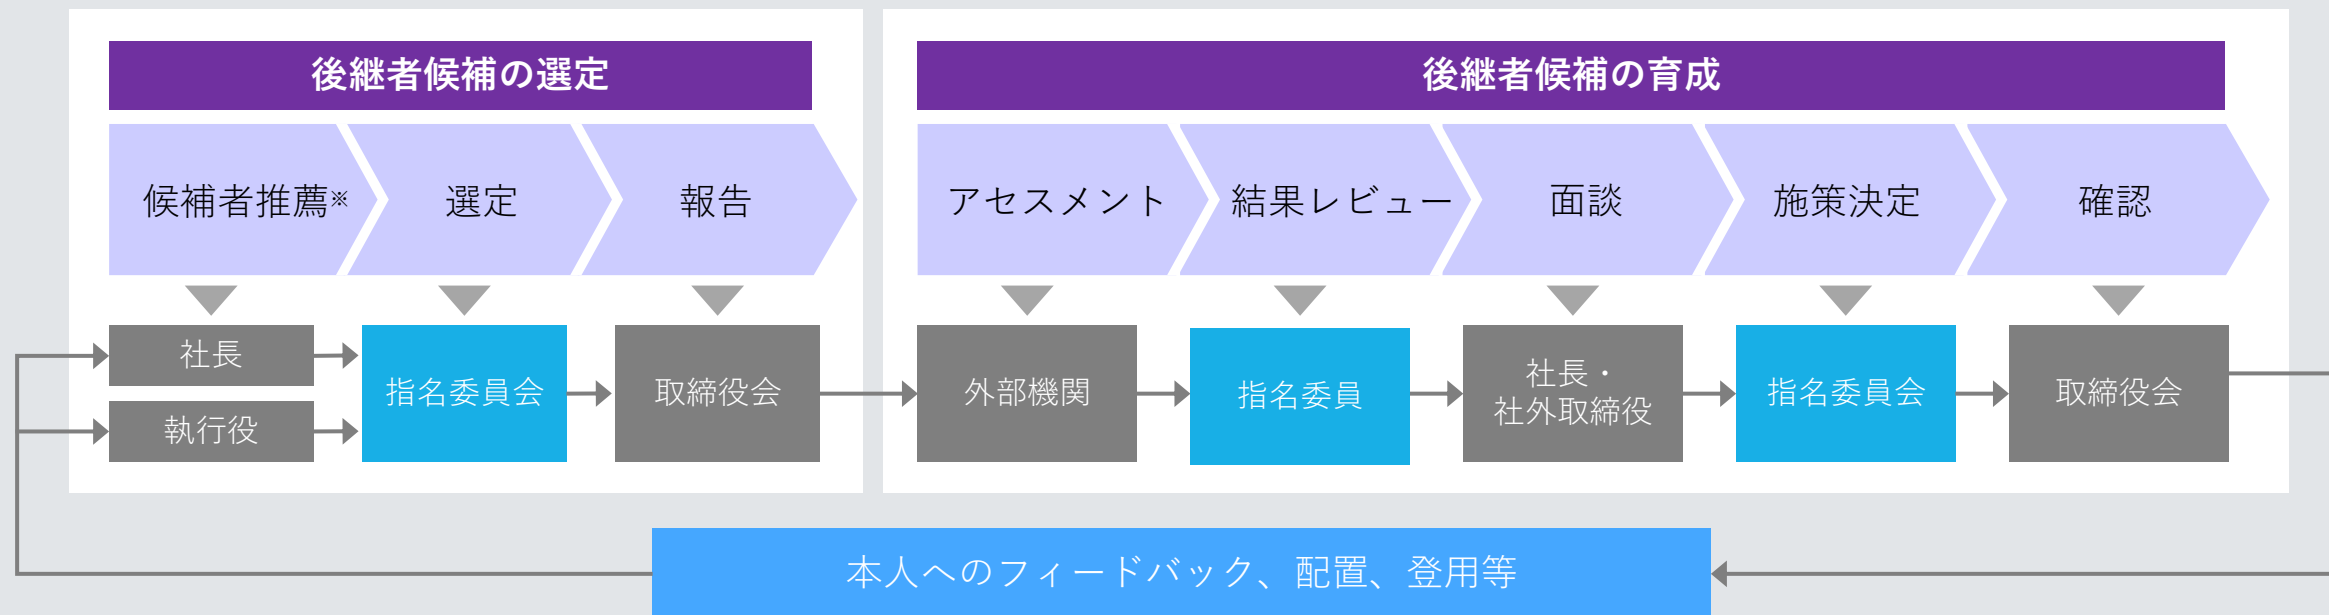 後継者候補の選定
後継者候補の育成
候補者推薦※
選定
報告
アセスメント
結果レビュー
面談
施策決定
確認
社長
執行役
指名委員会
取締役会
外部機関
指名委員
社長・
社外取締役
指名委員会
取締役会
本人へのフィードバック、配置、登用等